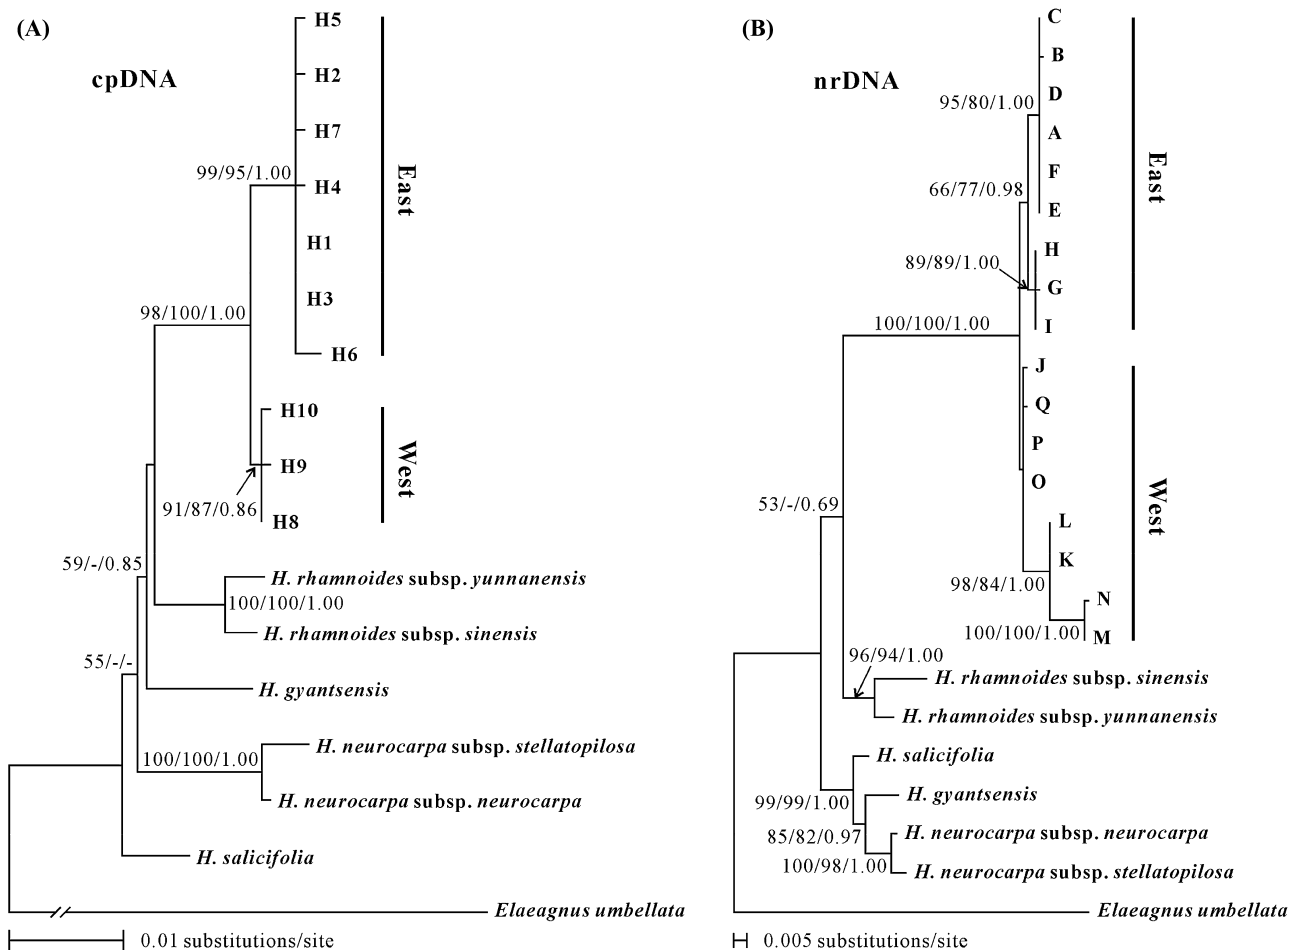 (A)
cpDNA
H5
H2
H7
99/95/1.00
H4
H1
H3
98/100/1.00
H6
East
H10
H9
91/87/0.86
H8
West
59/-/0.85
H. rhamnoides subsp. yunnanensis
100/100/1.00
H. rhamnoides subsp. sinensis
55/-/-
H. gyantsensis
H. neurocarpa subsp. stellatopilosa
100/100/1.00
H. neurocarpa subsp. neurocarpa
H. salicifolia
Elaeagnus umbellata
0.01 substitutions/site
(B)
nrDNA
C
B
95/80/1.00
D
A
F
66/77/0.98
E
H
89/89/1.00
G
100/100/1.00
I
East
J
Q
P
O
53/-/0.69
L
K
98/84/1.00
N
100/100/1.00
M
West
96/94/1.00
H. rhamnoides subsp. sinensis
H. rhamnoides subsp. yunnanensis
H. salicifolia
99/99/1.00
H. gyantsensis
85/82/0.97
H. neurocarpa subsp. neurocarpa
100/98/1.00
H. neurocarpa subsp. stellatopilosa
Elaeagnus umbellata
0.005 substitutions/site